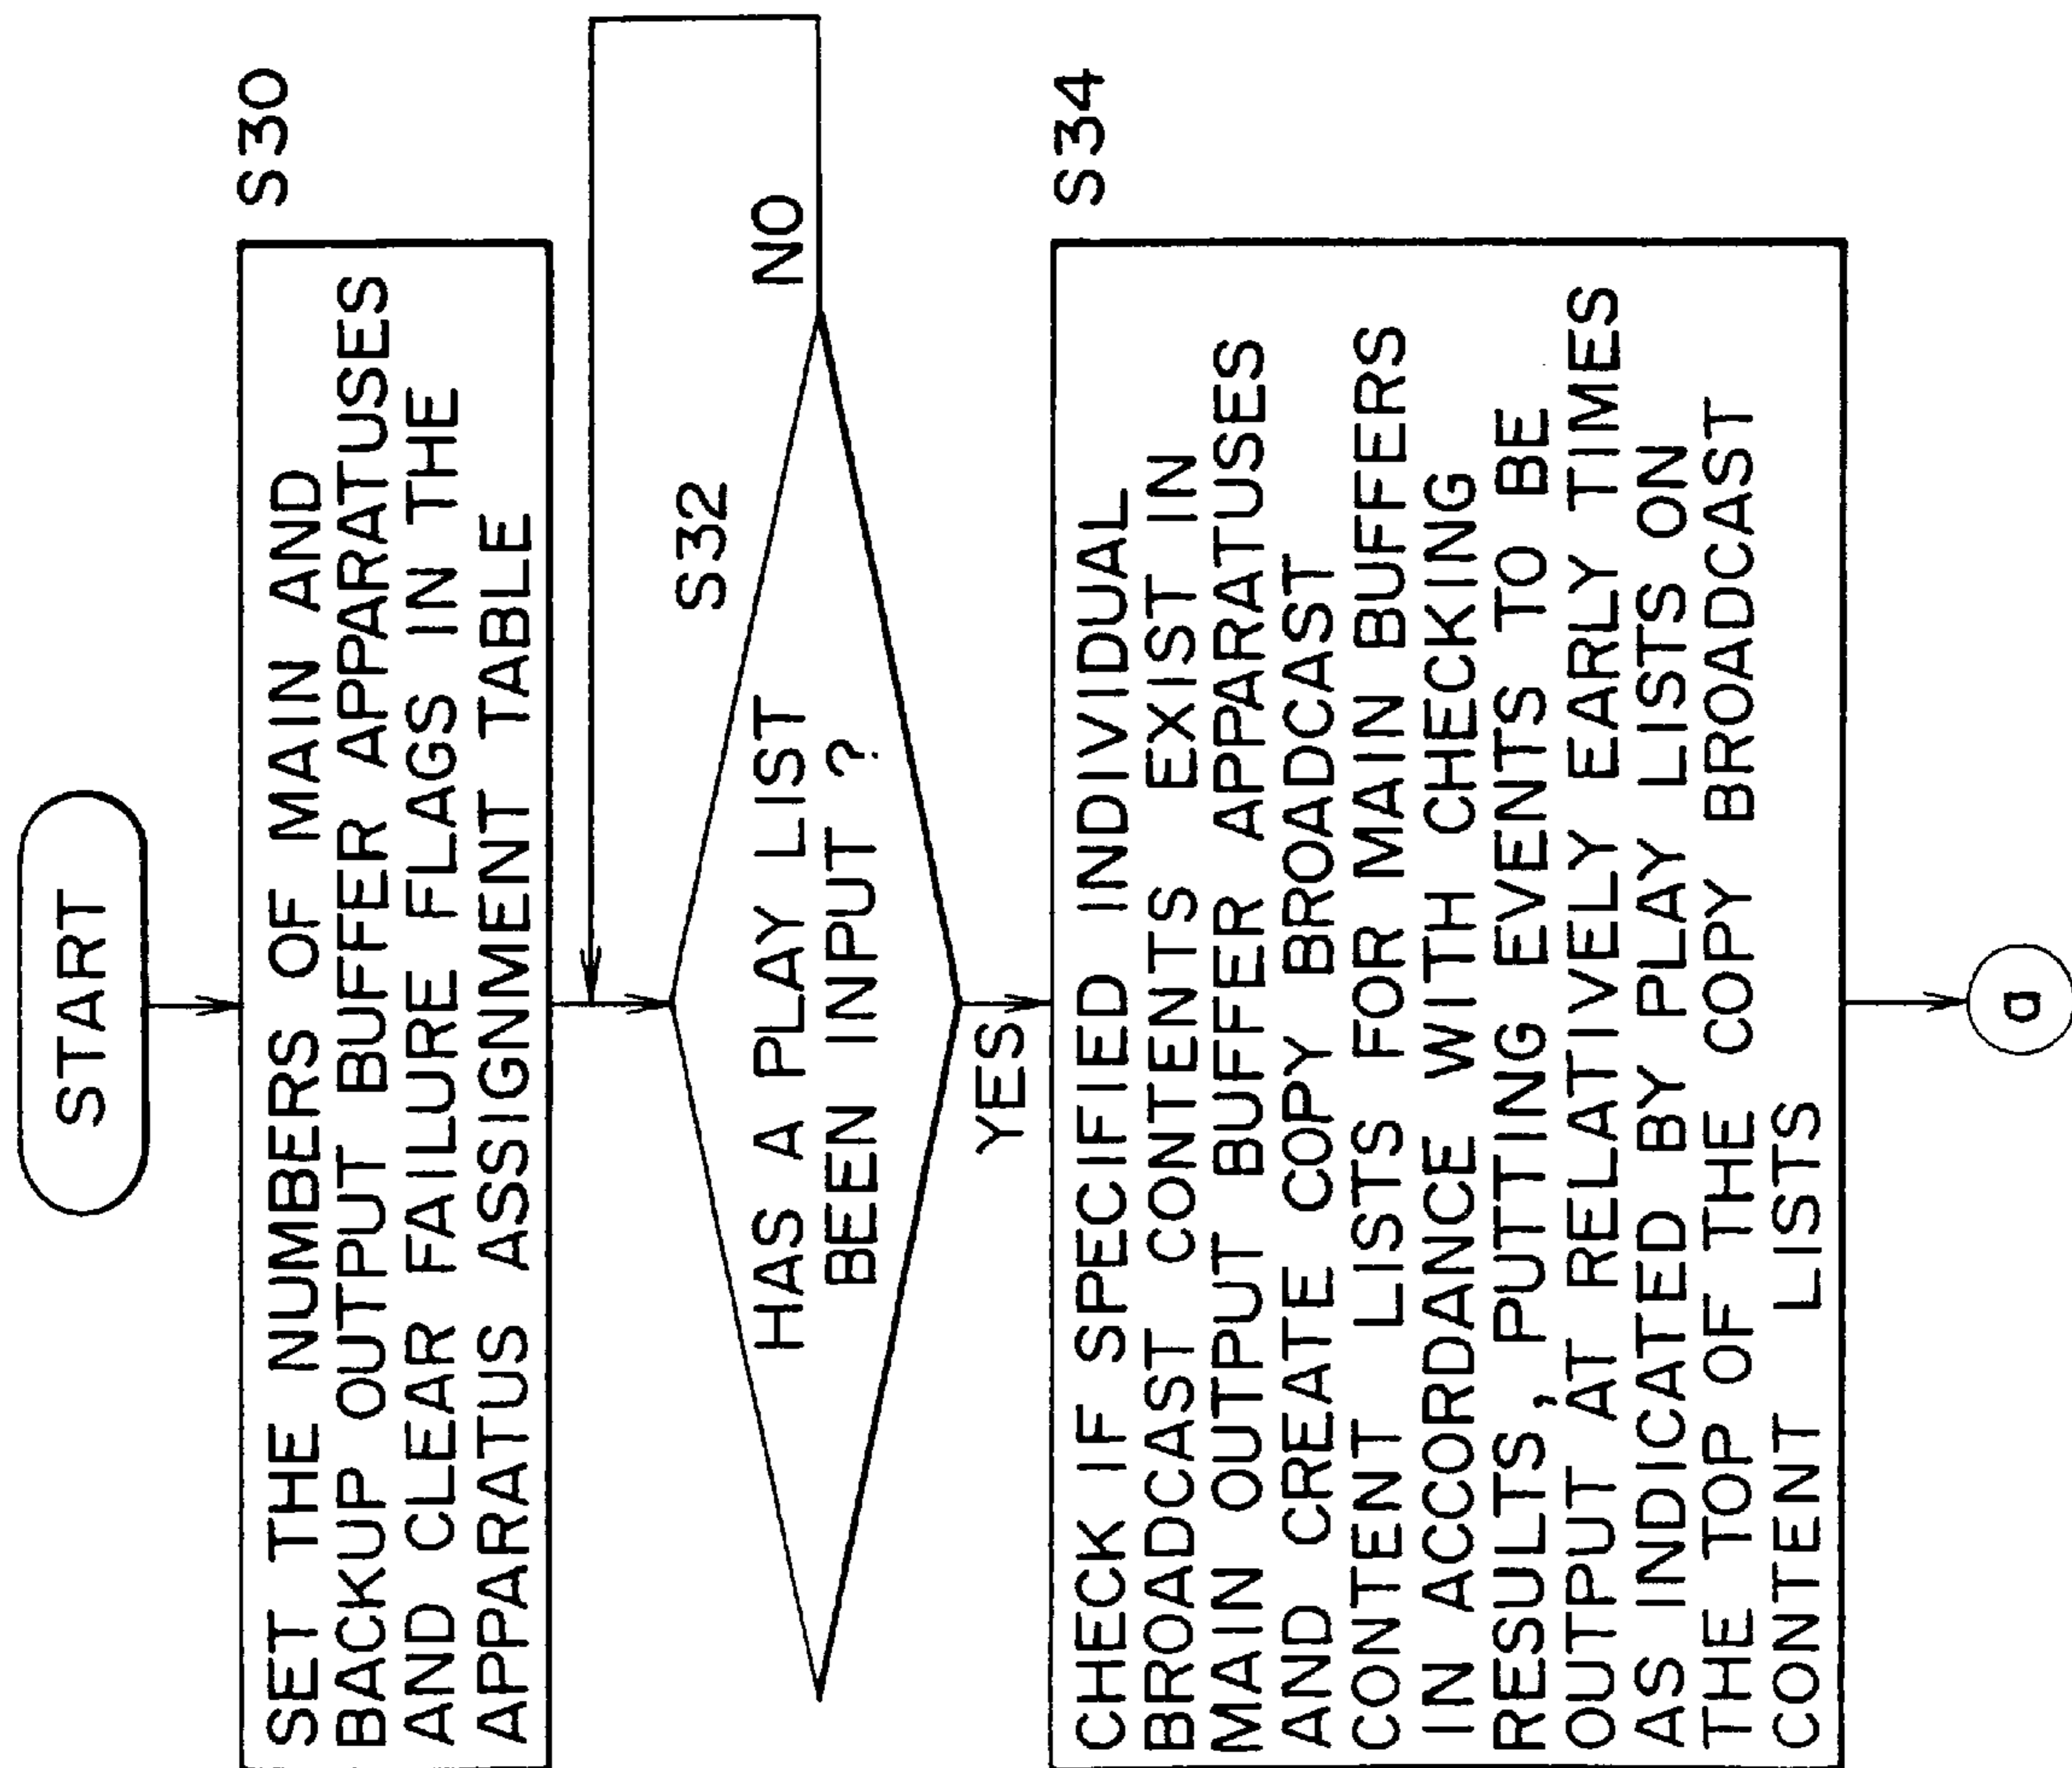 START
S30
SET THE NUMBERS OF MAIN AND
BACKUP OUTPUT BUFFER APPARATUSES
AND CLEAR FAILURE FLAGS IN THE
APPARATUS ASSIGNMENT TABLE
S32
HAS A PLAY LIST
BEEN INPUT ?
NO
YES
S34
CHECK IF SPECIFIED INDIVIDUAL
BROADCAST CONTENTS EXIST IN
MAIN OUTPUT BUFFER APPARATUSES
AND CREATE COPY BROADCAST
CONTENT LISTS FOR MAIN BUFFERS
IN ACCORDANCE WITH CHECKING
RESULTS, PUTTING EVENTS TO BE
OUTPUT AT RELATIVELY EARLY TIMES
AS INDICATED BY PLAY LISTS ON
THE TOP OF THE COPY BROADCAST
CONTENT LISTS
a